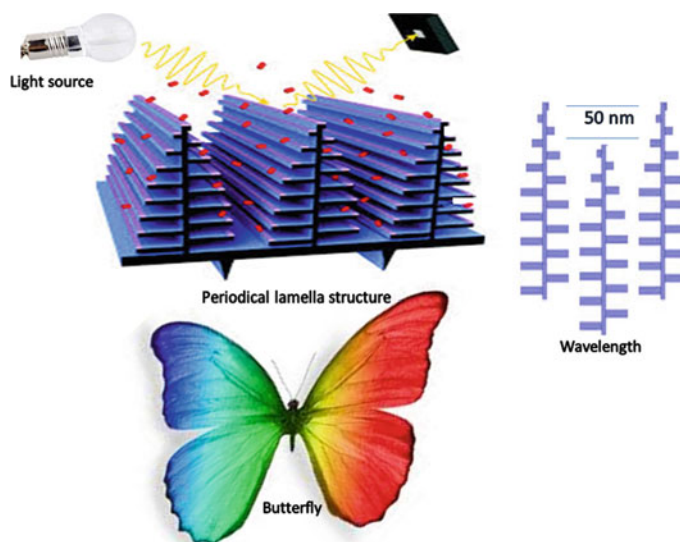 Light source
50 nm
Periodical lamella structure
Wavelength
Butterfly